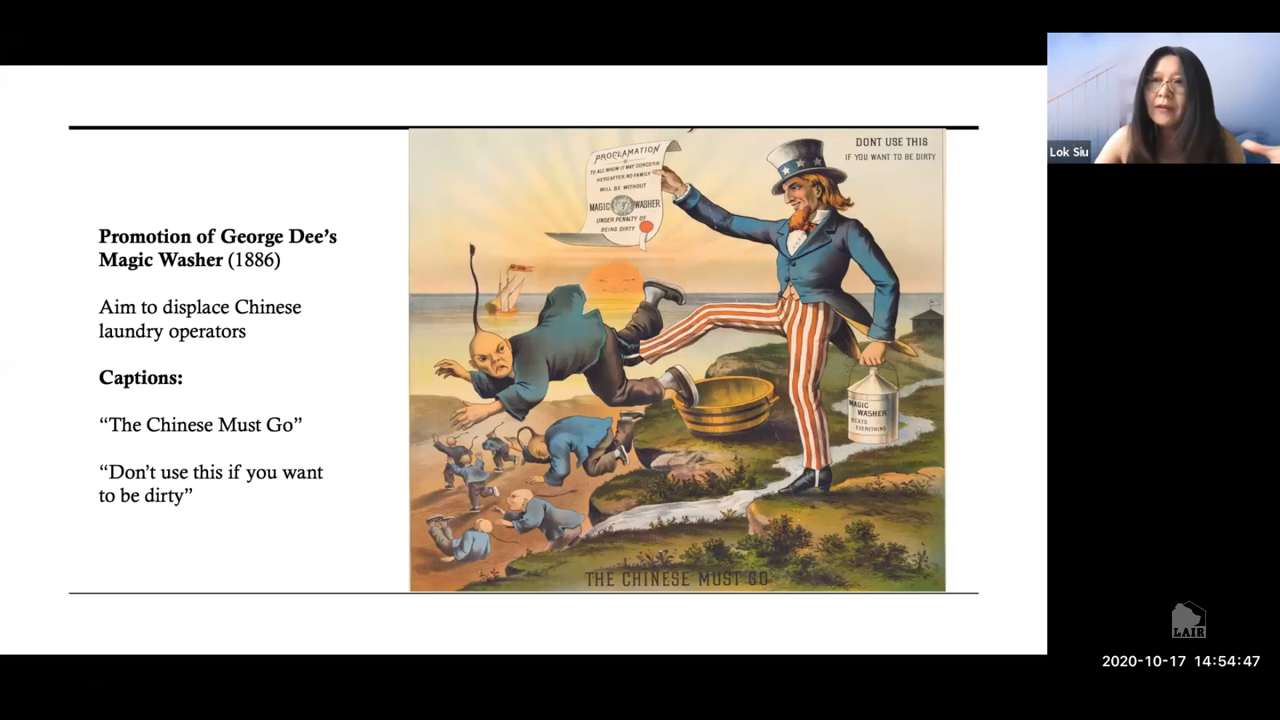 Promotion of George Dee’s
Magic Washer (1886)
Aim to displace Chinese
laundry operators
Captions:
“The Chinese Must Go”
“Don’t use this if you want
to be dirty”
PROCLAMATION
TO ALL WHOM IT MAY CONCERN
HEREAFTER NO FAMILY
WILL BE WITHOUT
MAGIC WASHER
UNDER PENALTY OF
BEING DIRTY
DONT USE THIS
IF YOU WANT TO BE DIRTY
MAGIC
WASHER
BEATS
EVERYTHING
THE CHINESE MUST GO
Lok Siu
LAIR
2020-10-17 14:54:47